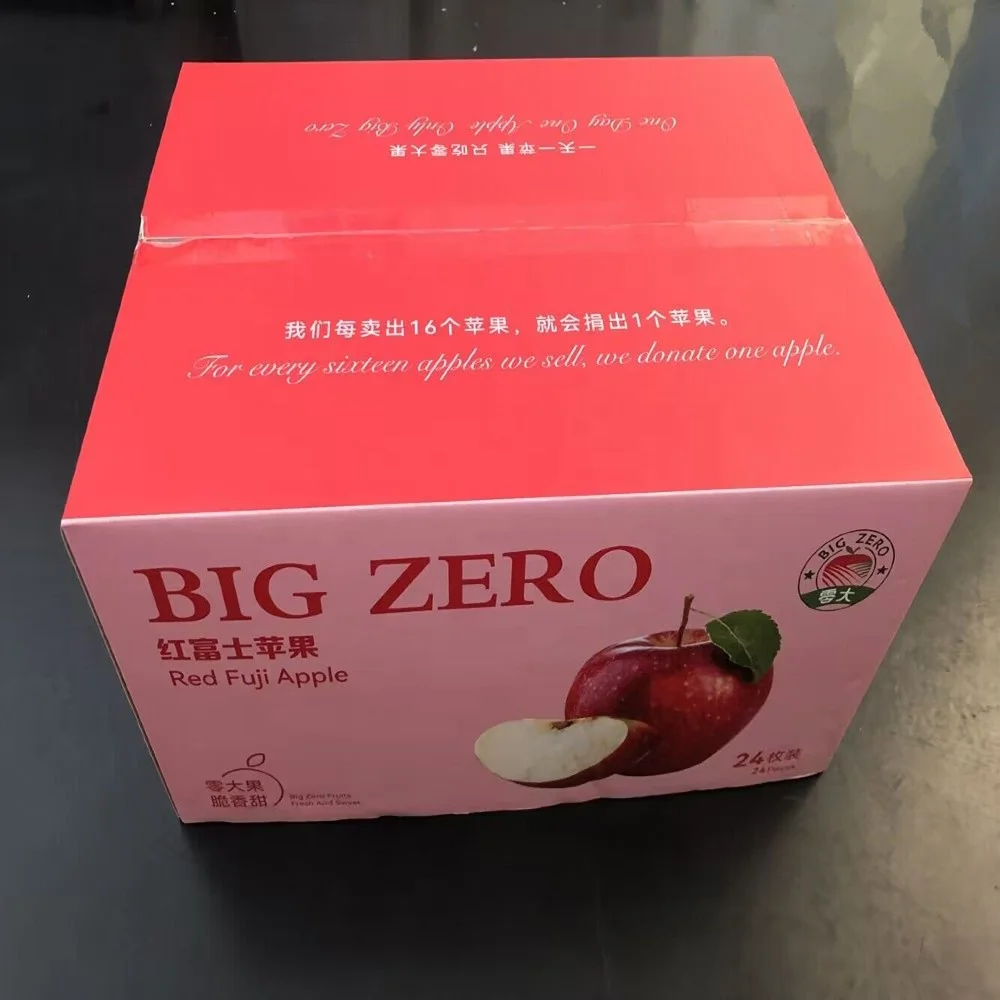 One Day One Apple Only Big Zero
一天一苹果 只吃零大果
我们每卖出16个苹果，就会捐出1个苹果。
For every sixteen apples we sell, we donate one apple.
BIG ZERO
红富士苹果
Red Fuji Apple
BIG ZERO
零大
24枚装
24 Pieces
零大果
脆香甜
Big Zero Fruits
Fresh And Sweet